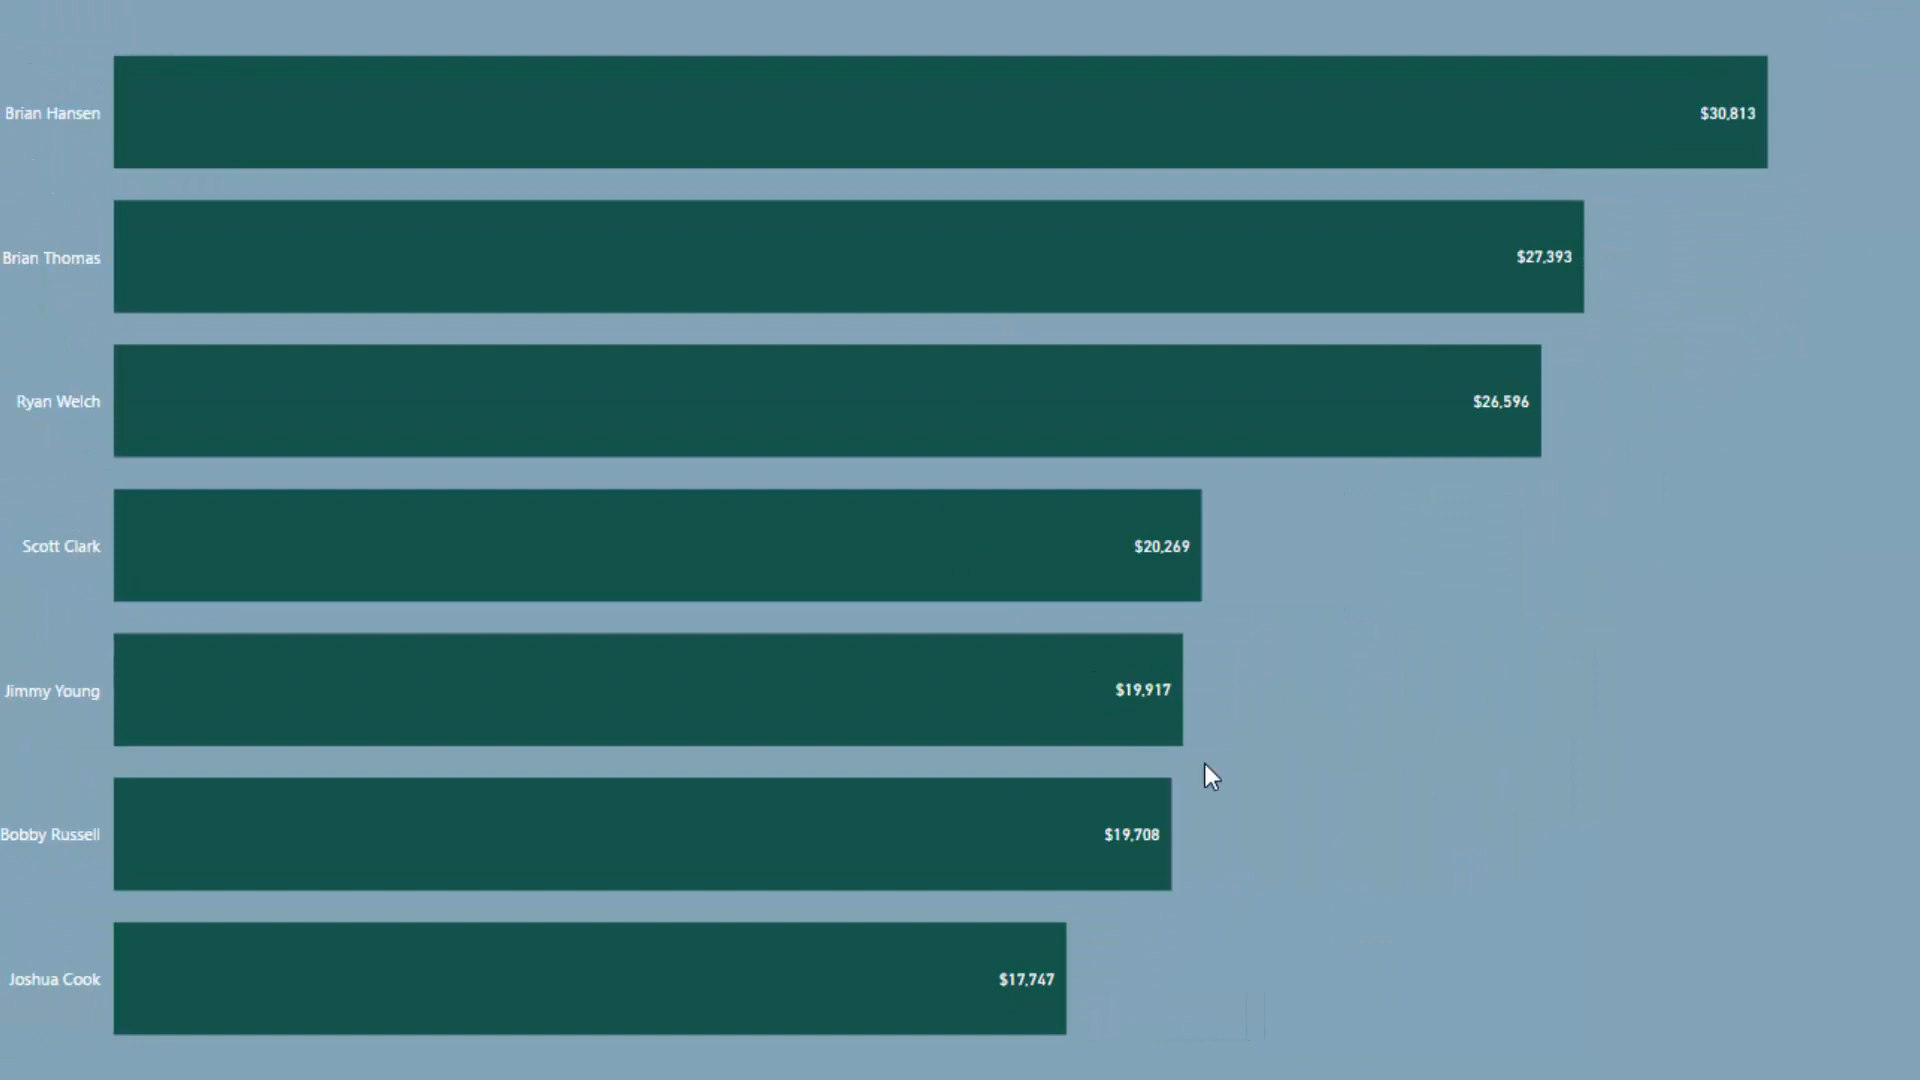 Brian Hansen $30,813
Brian Thomas $27,393
Ryan Welch $26,596
Scott Clark $20,269
Jimmy Young $19,917
Bobby Russell $19,708
Joshua Cook $17,747